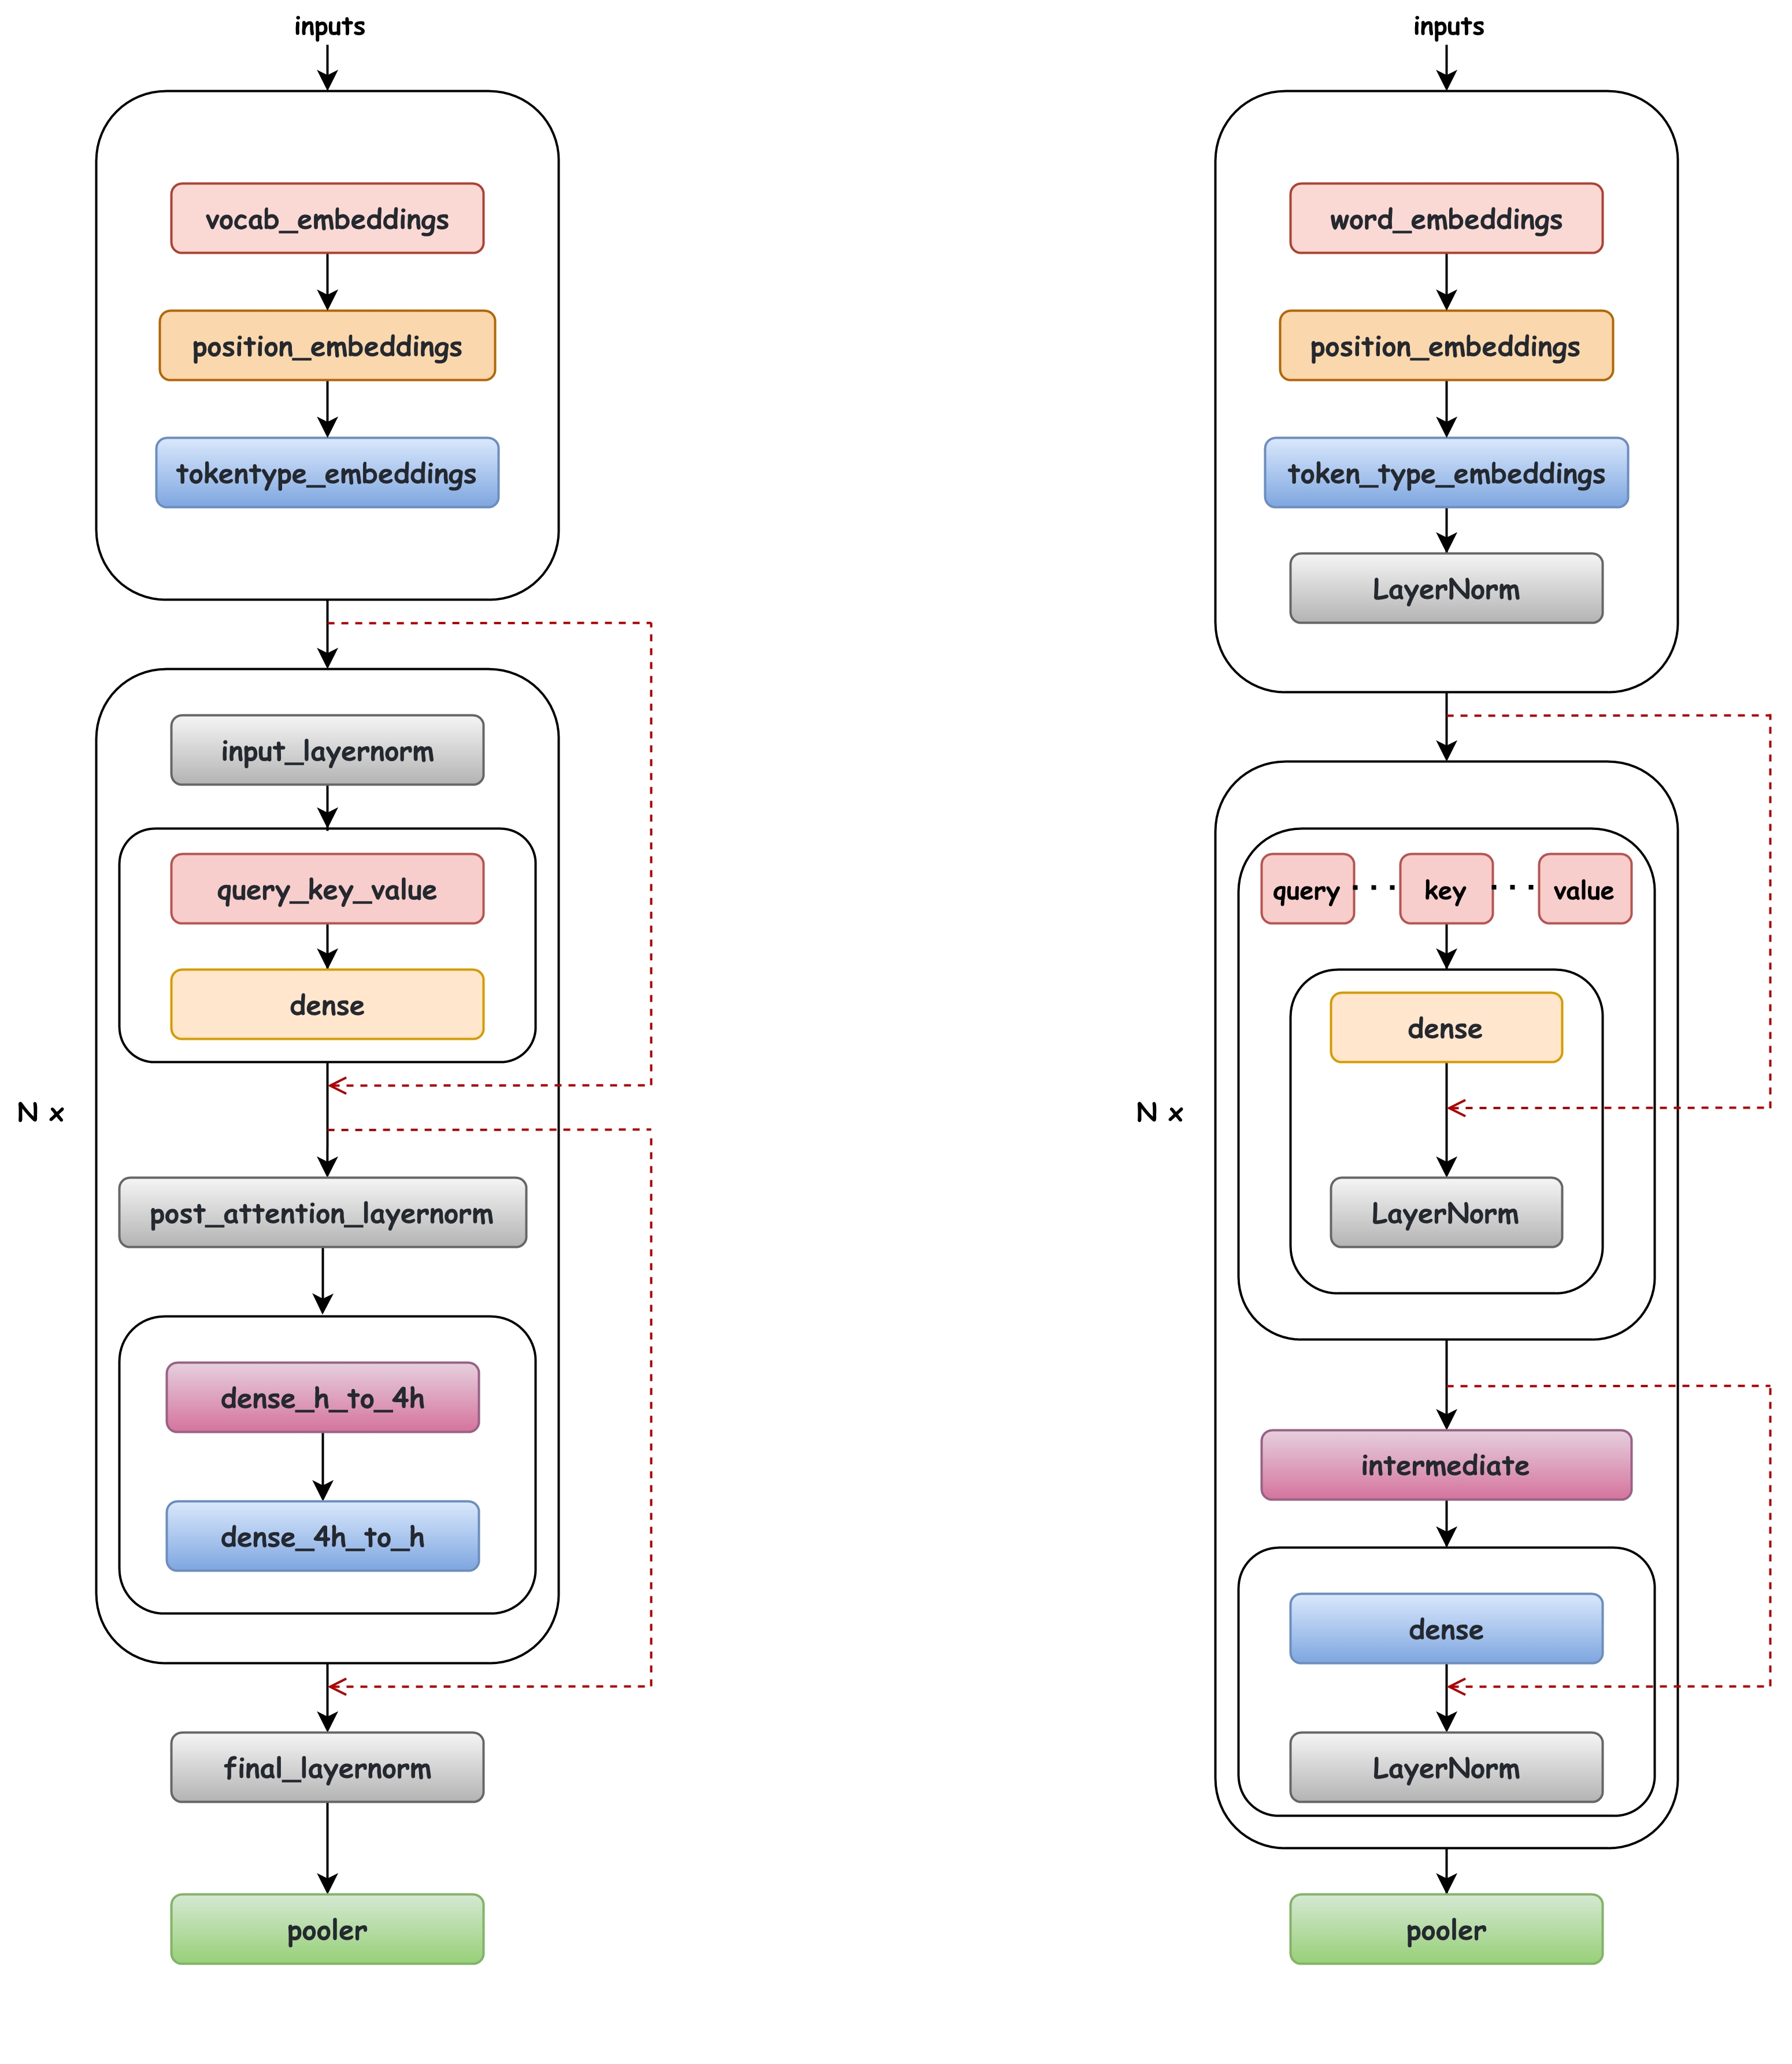 inputs
vocab_embeddings
position_embeddings
tokentype_embeddings
input_layernorm
query_key_value
dense
N x
post_attention_layernorm
dense_h_to_4h
dense_4h_to_h
final_layernorm
pooler
inputs
word_embeddings
position_embeddings
token_type_embeddings
LayerNorm
query key value
dense
N x
LayerNorm
intermediate
dense
LayerNorm
pooler